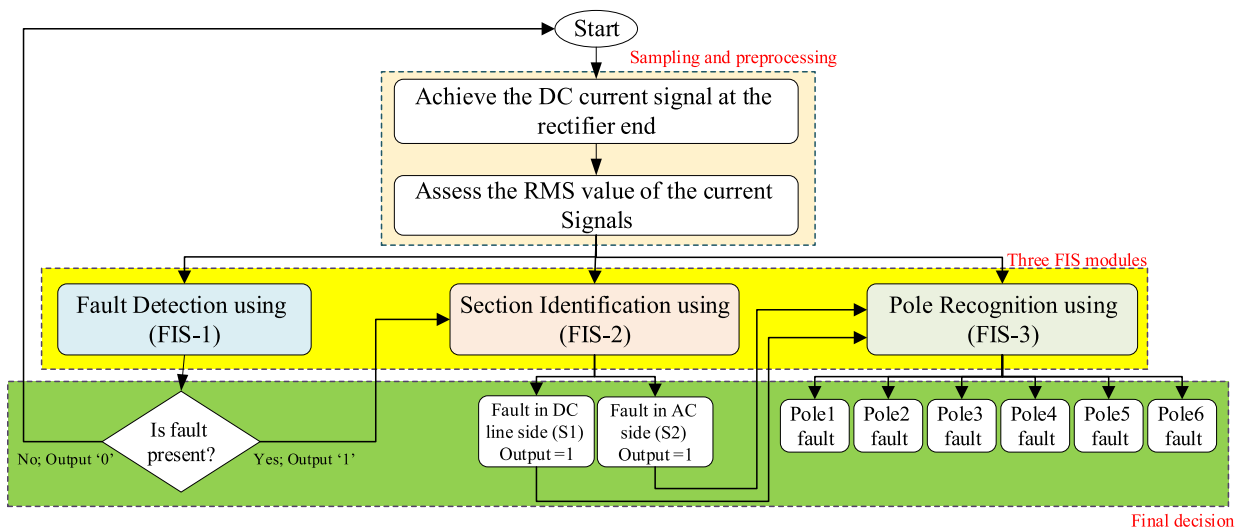 Start
Sampling and preprocessing
Achieve the DC current signal at the
rectifier end
Assess the RMS value of the current
Signals
Three FIS modules
Fault Detection using
(FIS-1)
Section Identification using
(FIS-2)
Pole Recognition using
(FIS-3)
Is fault
present?
No; Output ‘0’
Yes; Output ‘1’
Fault in DC
line side (S1)
Output =1
Fault in AC
side (S2)
Output =1
Pole1
fault
Pole2
fault
Pole3
fault
Pole4
fault
Pole5
fault
Pole6
fault
Final decision